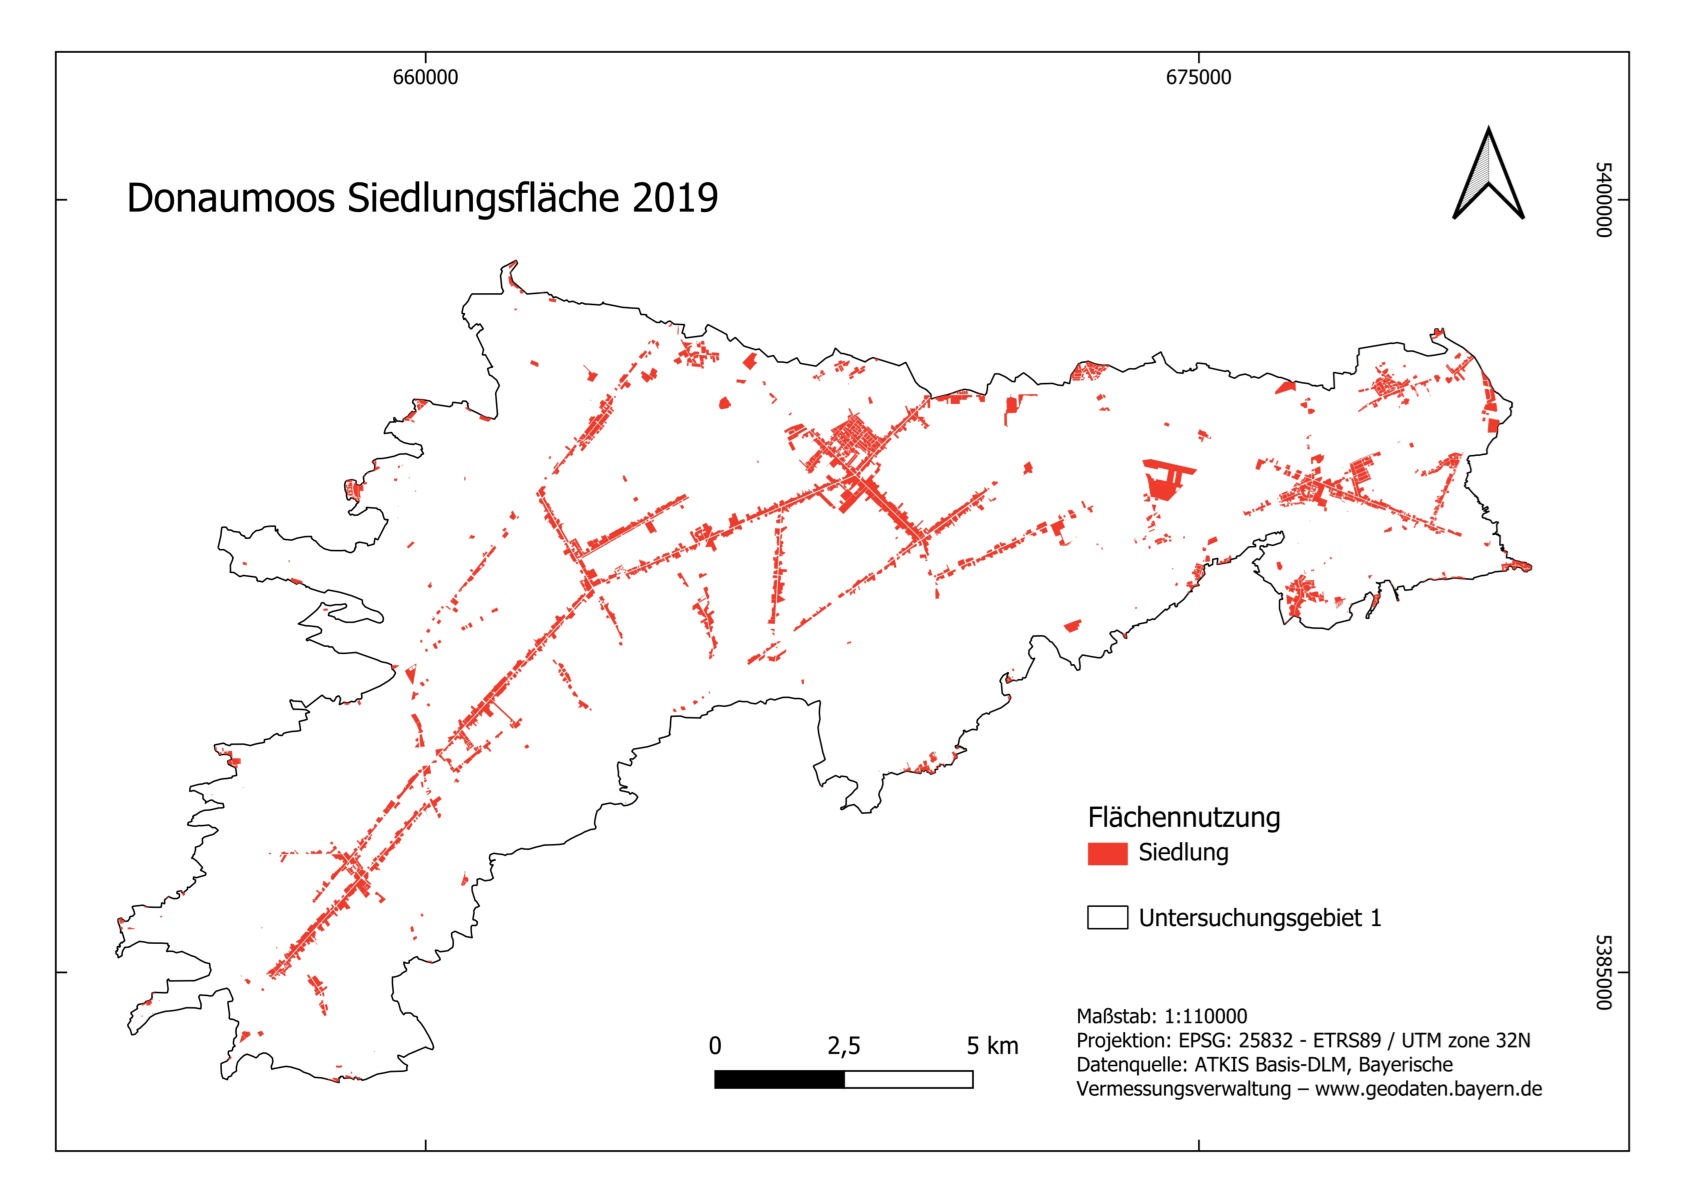 660000
675000
5400000
Donaumoos Siedlungsfläche 2019
Flächennutzung
Siedlung
Untersuchungsgebiet 1
5385000
0 2,5 5 km
Maßstab: 1:110000
Projektion: EPSG: 25832 - ETRS89 / UTM zone 32N
Datenquelle: ATKIS Basis-DLM, Bayerische
Vermessungsverwaltung – www.geodaten.bayern.de